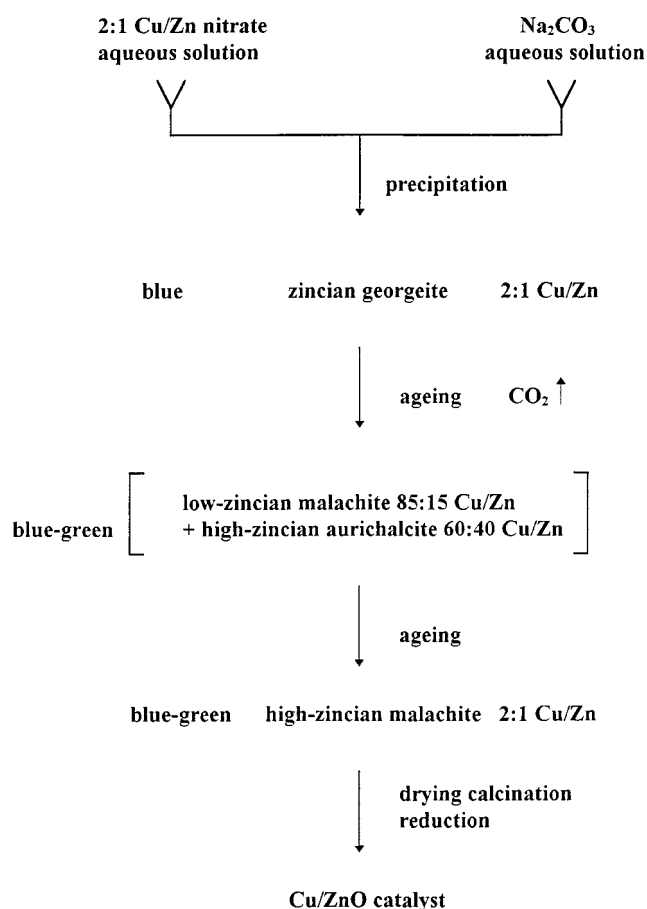 2:1 Cu/Zn nitrate
aqueous solution
Na₂CO₃
aqueous solution
precipitation
blue zincian georgeite 2:1 Cu/Zn
ageing CO₂ ↑
low-zincian malachite 85:15 Cu/Zn
blue-green + high-zincian aurichalcite 60:40 Cu/Zn
ageing
blue-green high-zincian malachite 2:1 Cu/Zn
drying calcination
reduction
Cu/ZnO catalyst